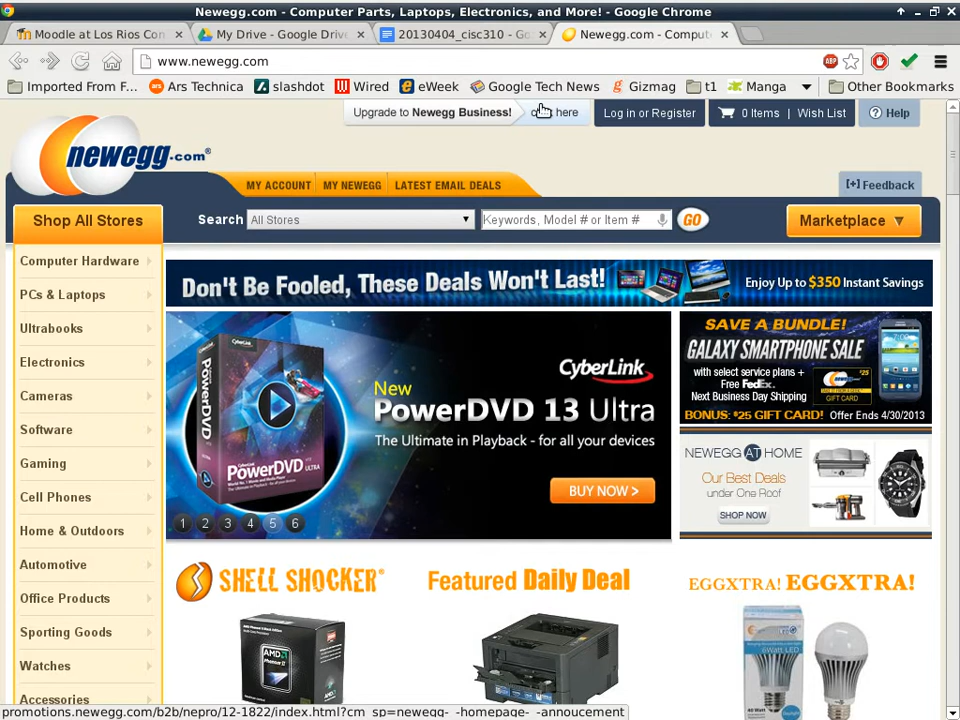 Newegg.com - Computer Parts, Laptops, Electronics, and More! - Google Chrome
Moodle at Los Rios Con
My Drive - Google Drive
20130404_cisc310 - Go
Newegg.com - Compute
www.newegg.com
ABP
Imported From F...
Ars Technica
slashdot
Wired
eWeek
Google Tech News
Gizmag
t1
Manga
Other Bookmarks
Upgrade to Newegg Business!
here
Log in or Register
0 Items | Wish List
Help
newegg.com
MY ACCOUNT
MY NEWEGG
LATEST EMAIL DEALS
[+] Feedback
Shop All Stores
Search
All Stores
Keywords, Model # or Item #
GO
Marketplace ▼
Computer Hardware
PCs & Laptops
Ultrabooks
Electronics
Cameras
Software
Gaming
Cell Phones
Home & Outdoors
Automotive
Office Products
Sporting Goods
Watches
Accessories
Don't Be Fooled, These Deals Won't Last!
Enjoy Up to $350 Instant Savings
CyberLink
PowerDVD
PowerDVD
ULTRA
CyberLink
New
PowerDVD 13 Ultra
The Ultimate in Playback - for all your devices
BUY NOW >
1 2 3 4 5 6
SAVE A BUNDLE!
GALAXY SMARTPHONE SALE
with select service plans +
Free FedEx.
Next Business Day Shipping
$25
GIFT CARD
BONUS: $25 GIFT CARD! Offer Ends 4/30/2013
NEWEGG AT HOME
Our Best Deals
under One Roof
SHOP NOW
SHELL SHOCKER®
Featured Daily Deal
EGGXTRA! EGGXTRA!
AMD
6Watt LED
promotions.newegg.com/b2b/nepro/12-1822/index.html?cm_sp=newegg-_-homepage-_-annoucement